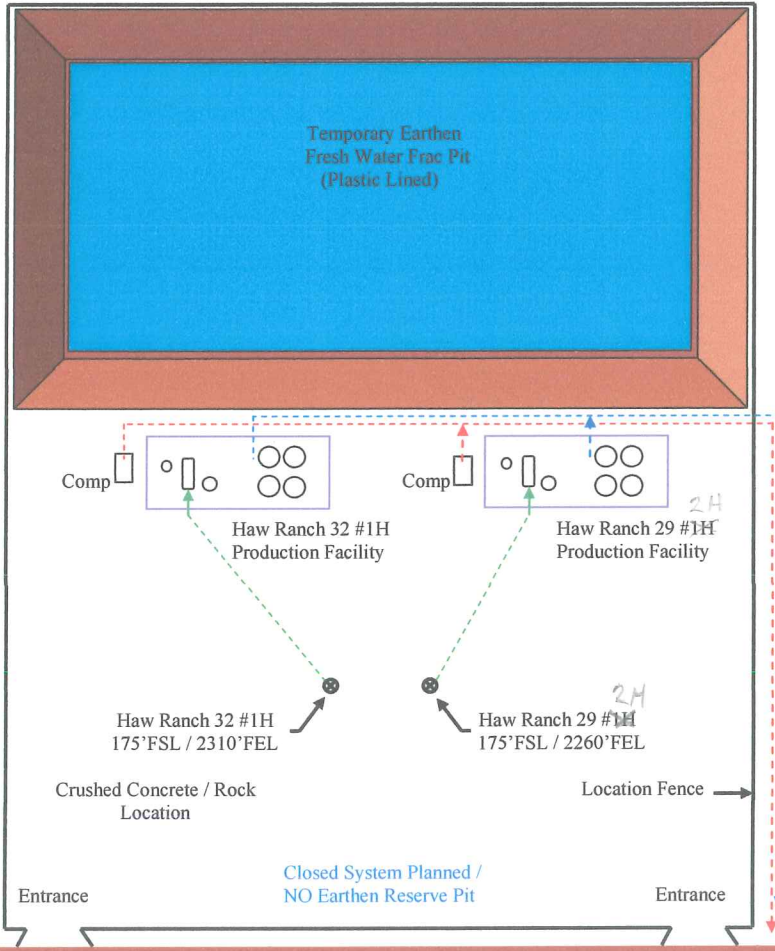 Temporary Earthen
Fresh Water Frac Pit
(Plastic Lined)
Comp
Comp
2H
Haw Ranch 32 #1H
Production Facility
Haw Ranch 29 #1H
Production Facility
2H
Haw Ranch 32 #1H
175'FSL / 2310'FEL
Haw Ranch 29 #1H
175'FSL / 2260'FEL
Crushed Concrete / Rock
Location
Location Fence
Closed System Planned /
NO Earthen Reserve Pit
Entrance
Entrance